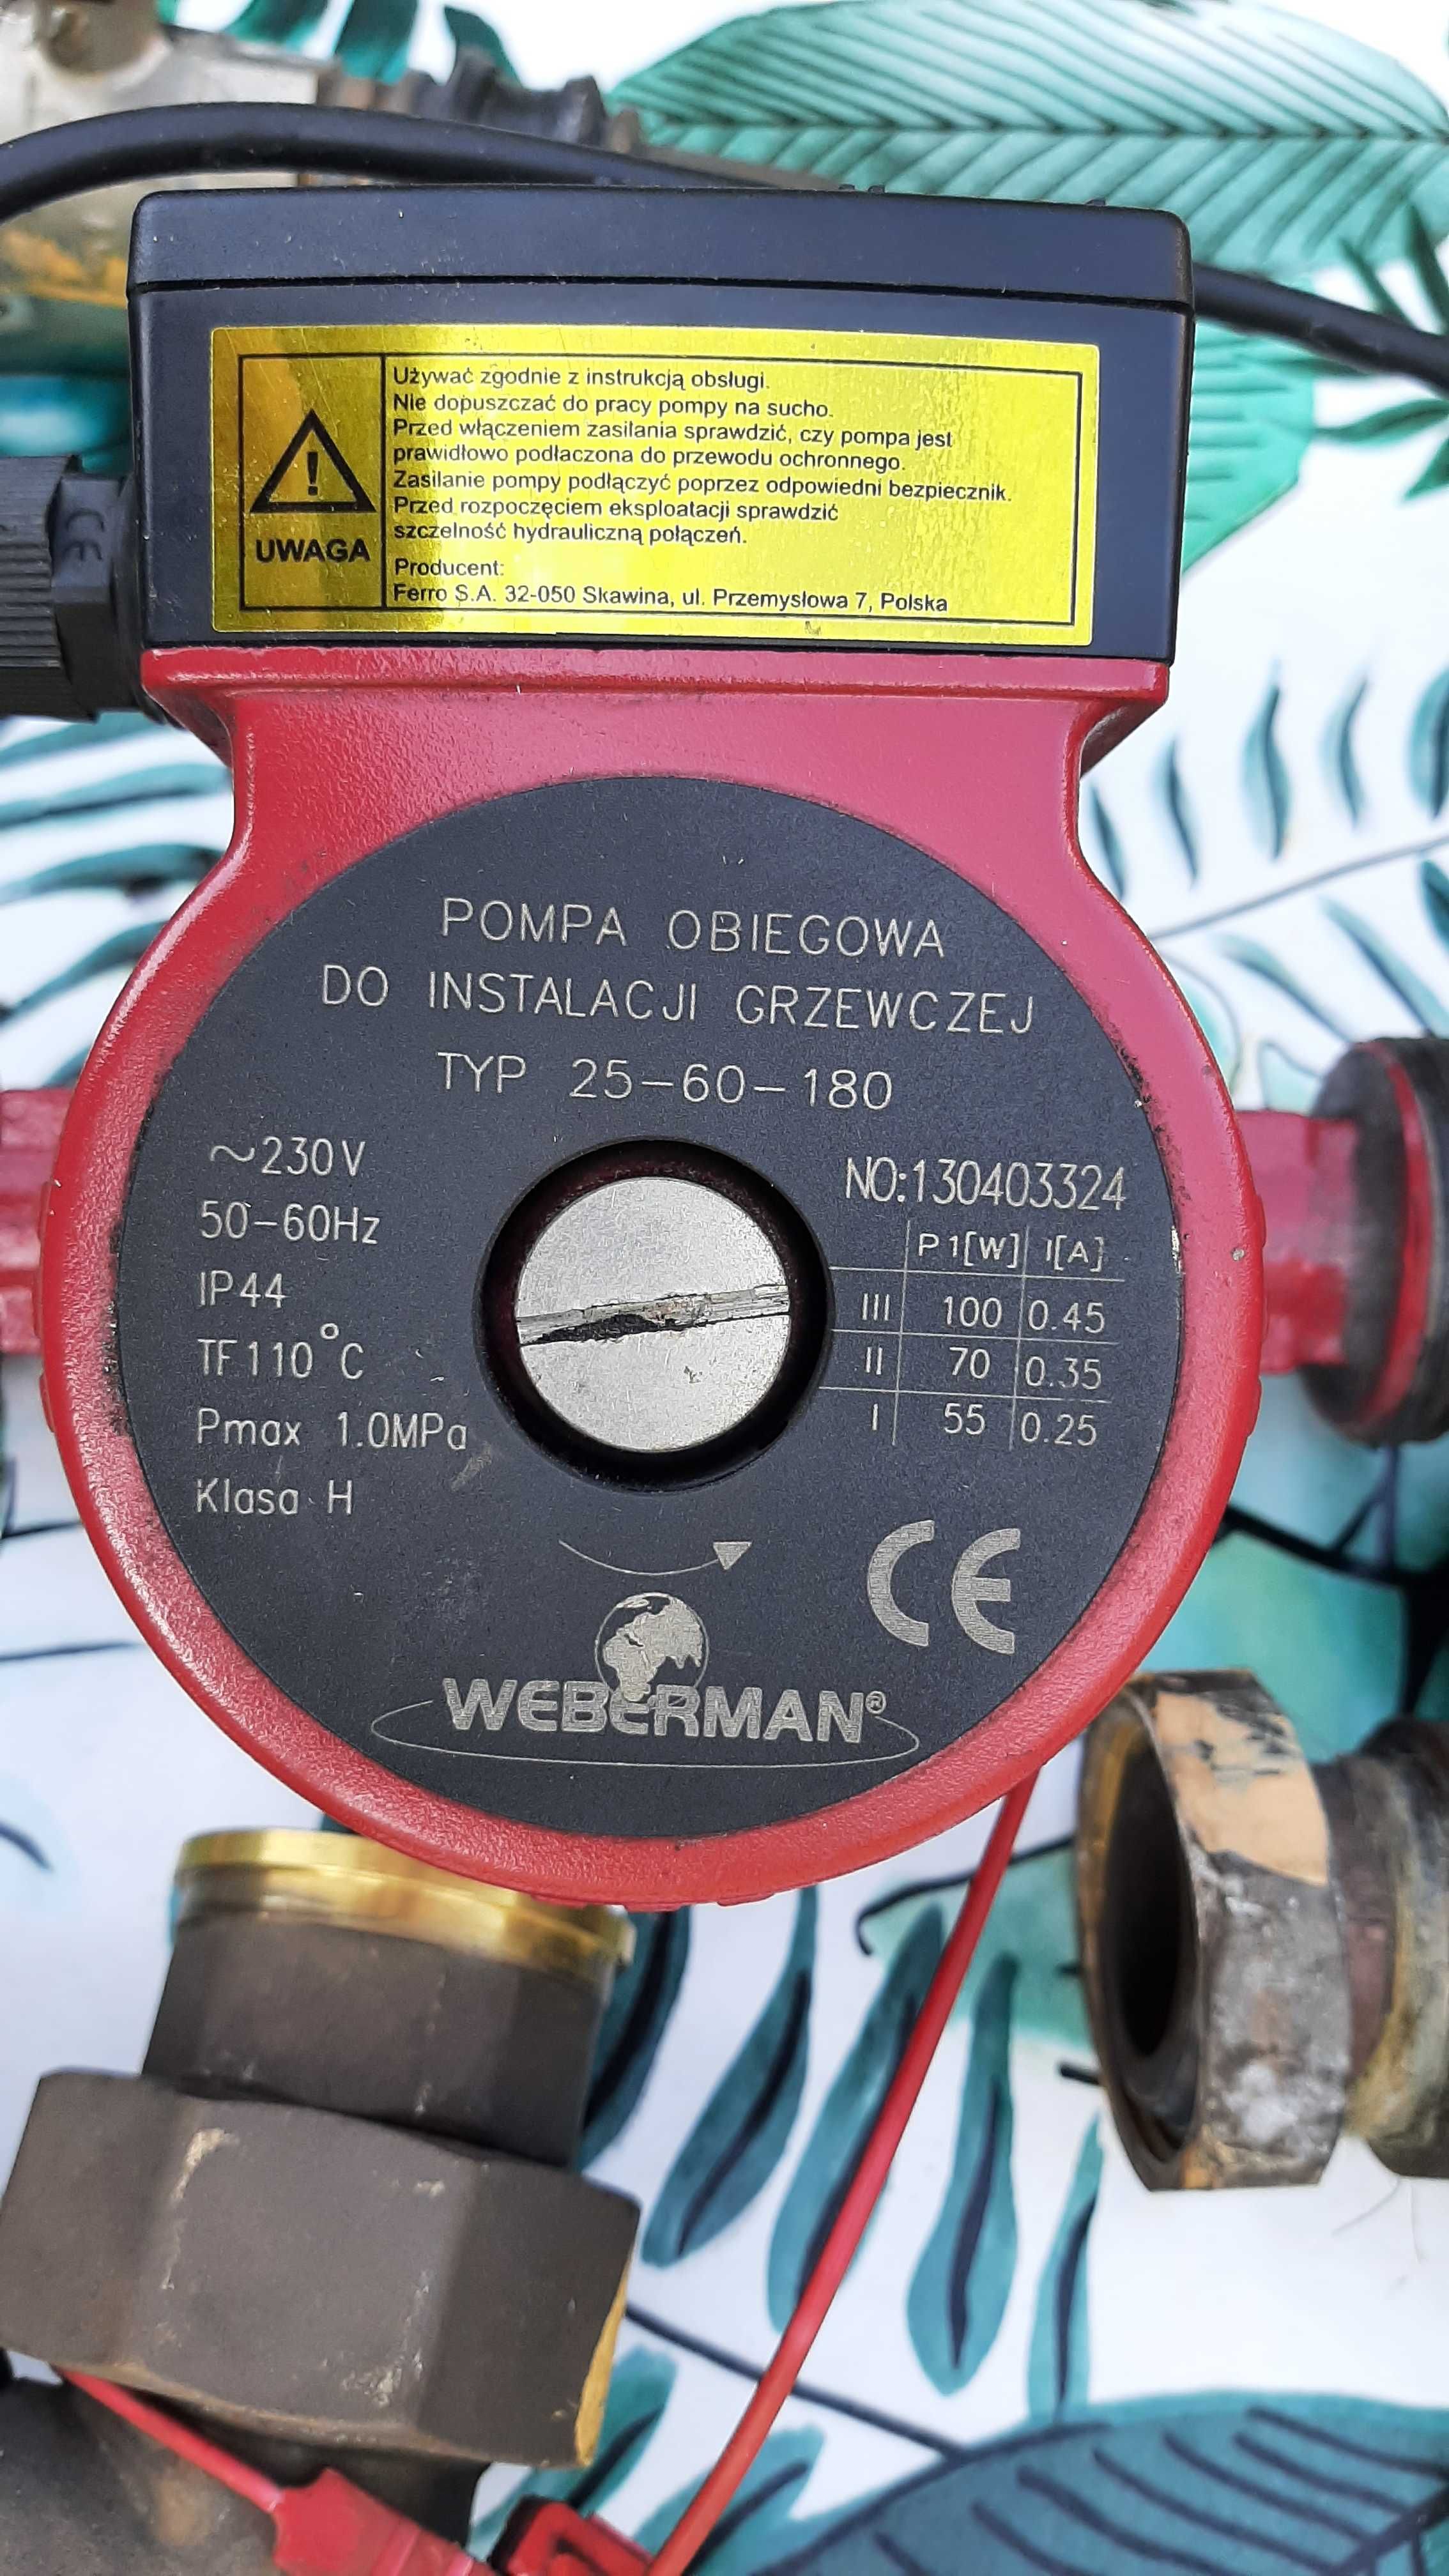 Używać zgodnie z instrukcją obsługi.
Nie dopuszczać do pracy pompy na sucho.
Przed włączeniem zasilania sprawdzić, czy pompa jest
prawidłowo podłaczona do przewodu ochronnego.
Zasilanie pompy podłączyć poprzez odpowiedni bezpiecznik.
Przed rozpoczęciem eksploatacji sprawdzić
szczelność hydrauliczną połączeń.
!
UWAGA
Producent:
Ferro S.A. 32-050 Skawina, ul. Przemysłowa 7, Polska
CE
POMPA OBIEGOWA
DO INSTALACJI GRZEWCZEJ
TYP 25-60-180
~230V
50-60Hz
IP44
TF110°C
Pmax 1.0MPa
Klasa H
NO:130403324
P1[W] I[A]
III 100 0.45
II 70 0.35
I 55 0.25
CE
WEBERMAN®